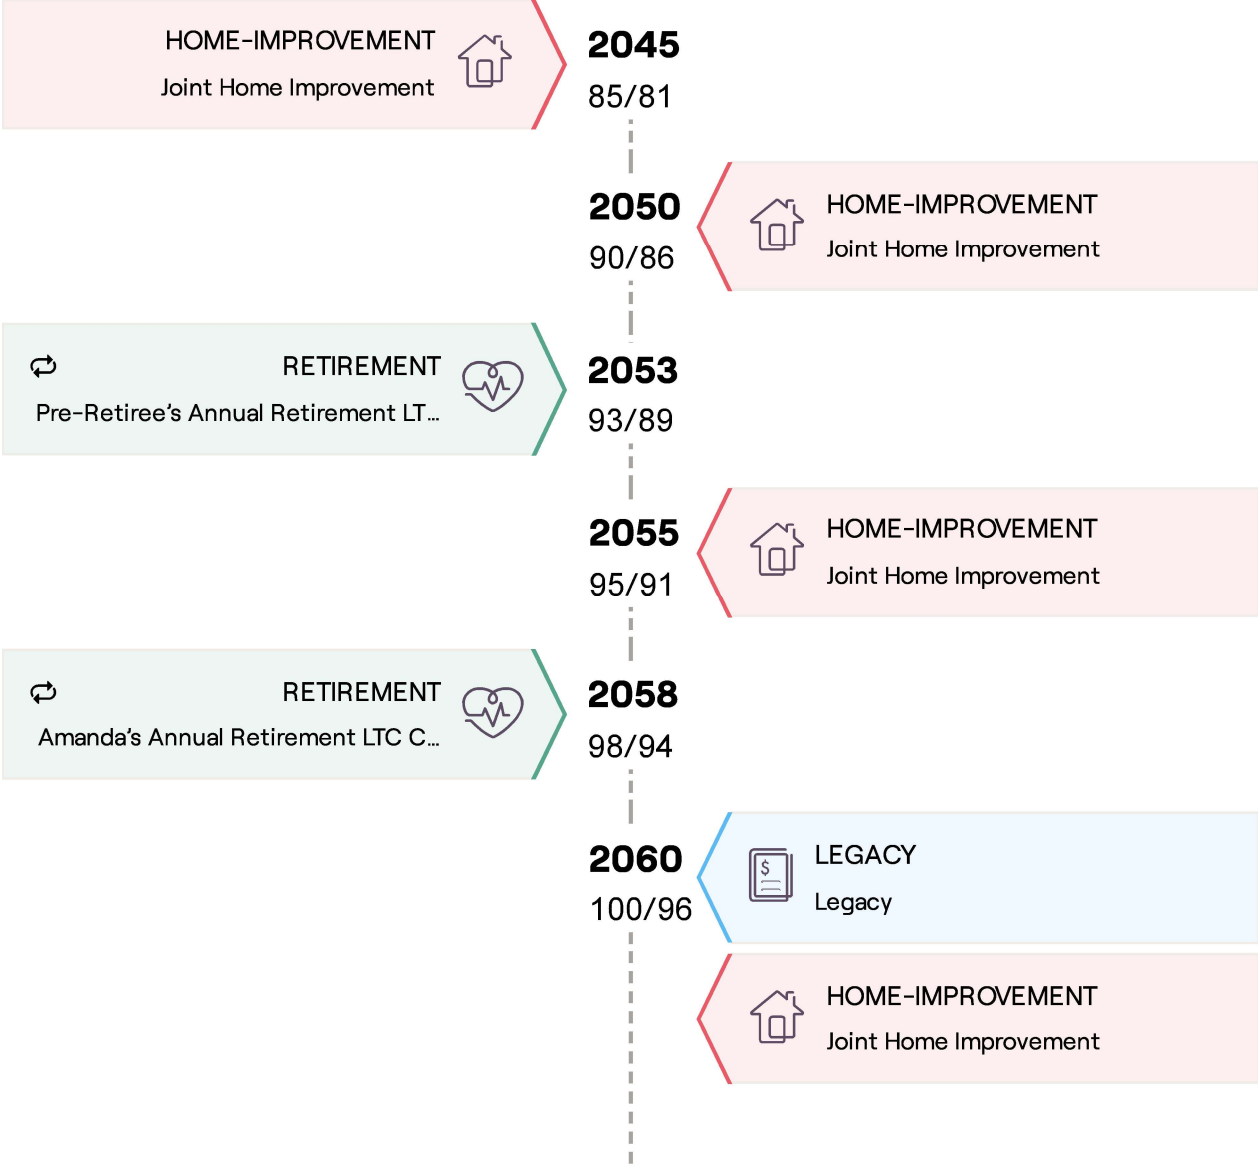 HOME-IMPROVEMENT
Joint Home Improvement
2045
85/81
2050
90/86
HOME-IMPROVEMENT
Joint Home Improvement
RETIREMENT
Pre-Retiree’s Annual Retirement LT...
2053
93/89
2055
95/91
HOME-IMPROVEMENT
Joint Home Improvement
RETIREMENT
Amanda’s Annual Retirement LTC C...
2058
98/94
2060
100/96
$
LEGACY
Legacy
HOME-IMPROVEMENT
Joint Home Improvement